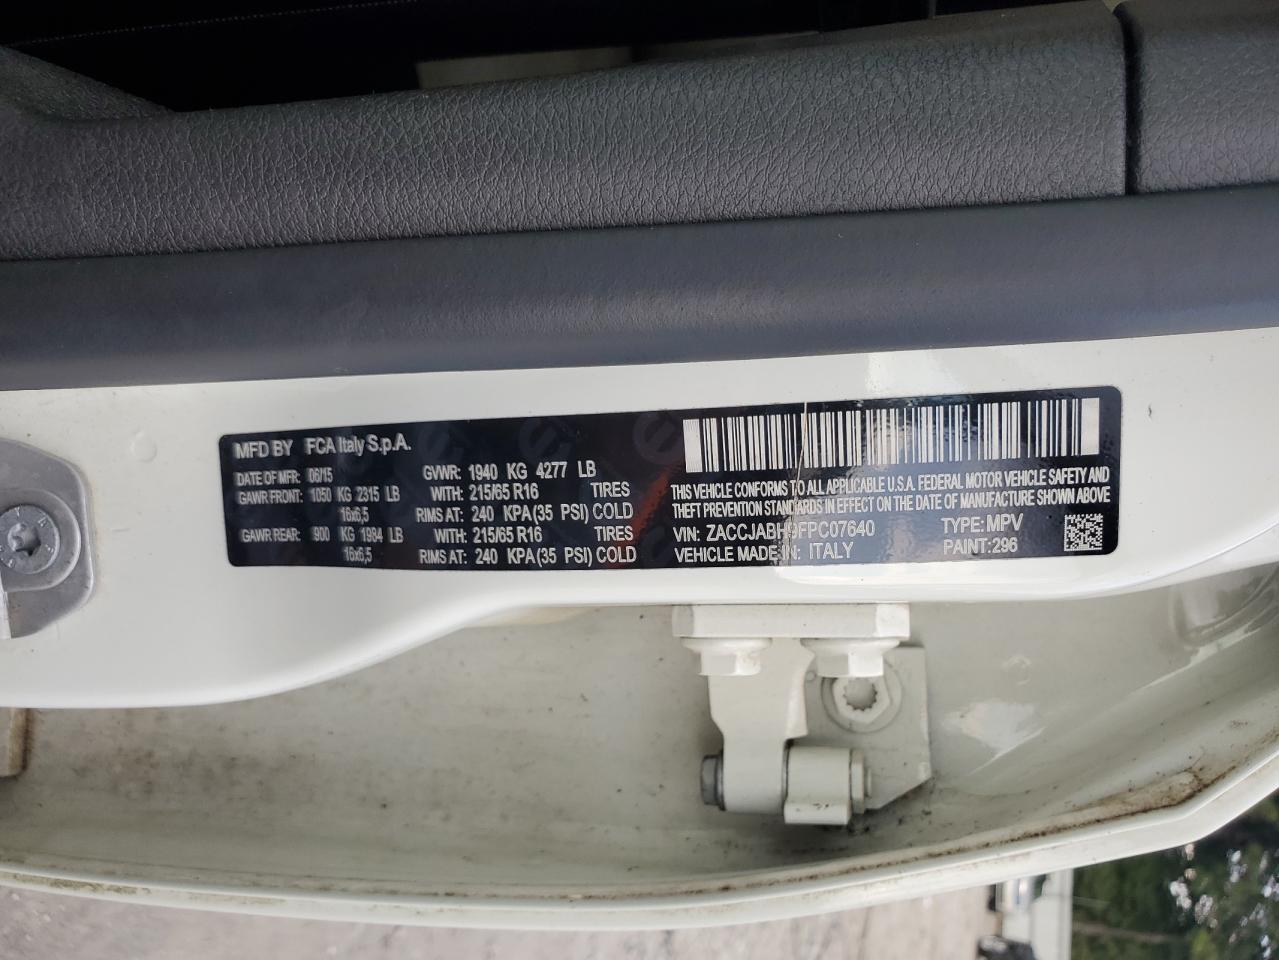 MFD BY FCA Italy S.p.A.
DATE OF MFR: 06/15 GVWR: 1940 KG 4277 LB
GAWR FRONT: 1050 KG 2315 LB WITH: 215/65 R16 TIRES
16x6,5 RIMS AT: 240 KPA(35 PSI) COLD
GAWR REAR: 900 KG 1984 LB WITH: 215/65 R16 TIRES
16x6,5 RIMS AT: 240 KPA(35 PSI) COLD
THIS VEHICLE CONFORMS TO ALL APPLICABLE U.S.A. FEDERAL MOTOR VEHICLE SAFETY AND
THEFT PREVENTION STANDARDS IN EFFECT ON THE DATE OF MANUFACTURE SHOWN ABOVE
VIN: ZACCJABH9FPC07640 TYPE: MPV
VEHICLE MADE IN: ITALY PAINT:296